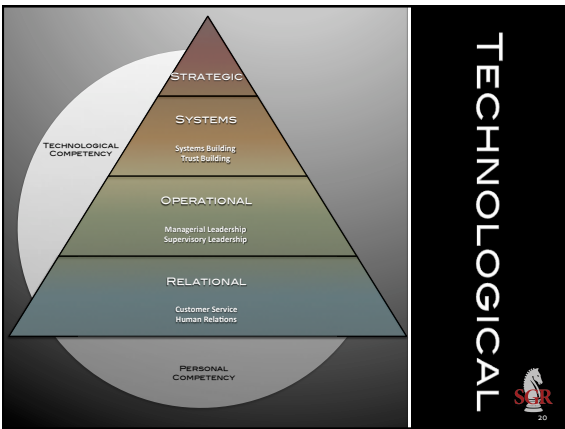 STRATEGIC
SYSTEMS
Systems Building
Trust Building
TECHNOLOGICAL
COMPETENCY
OPERATIONAL
Managerial Leadership
Supervisory Leadership
RELATIONAL
Customer Service
Human Relations
PERSONAL
COMPETENCY
TECHNOLOGICAL
SGR
20